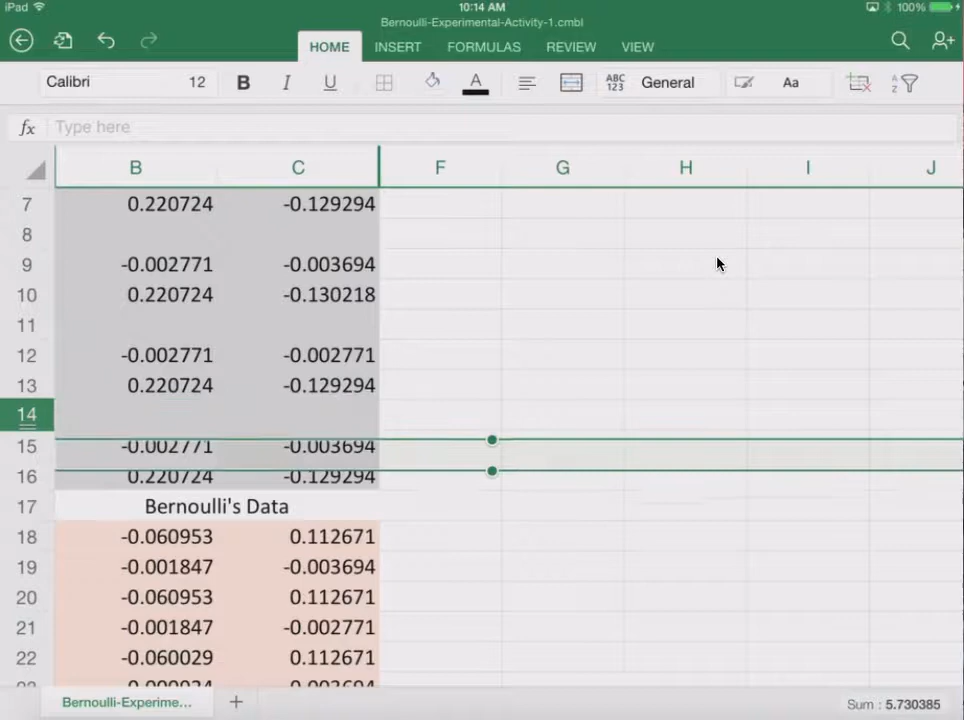 iPad 10:14 AM 100%
Bernoulli-Experimental-Activity-1.cmbl
HOME INSERT FORMULAS REVIEW VIEW
Calibri 12 B I U A ABC 123 General Aa A Z
fx Type here
B C F G H I J
7 0.220724 -0.129294
8
9 -0.002771 -0.003694
10 0.220724 -0.130218
11
12 -0.002771 -0.002771
13 0.220724 -0.129294
14
15 -0.002771 -0.003694
16 0.220724 -0.129294
17 Bernoulli's Data
18 -0.060953 0.112671
19 -0.001847 -0.003694
20 -0.060953 0.112671
21 -0.001847 -0.002771
22 -0.060029 0.112671
Bernoulli-Experime... + Sum : 5.730385